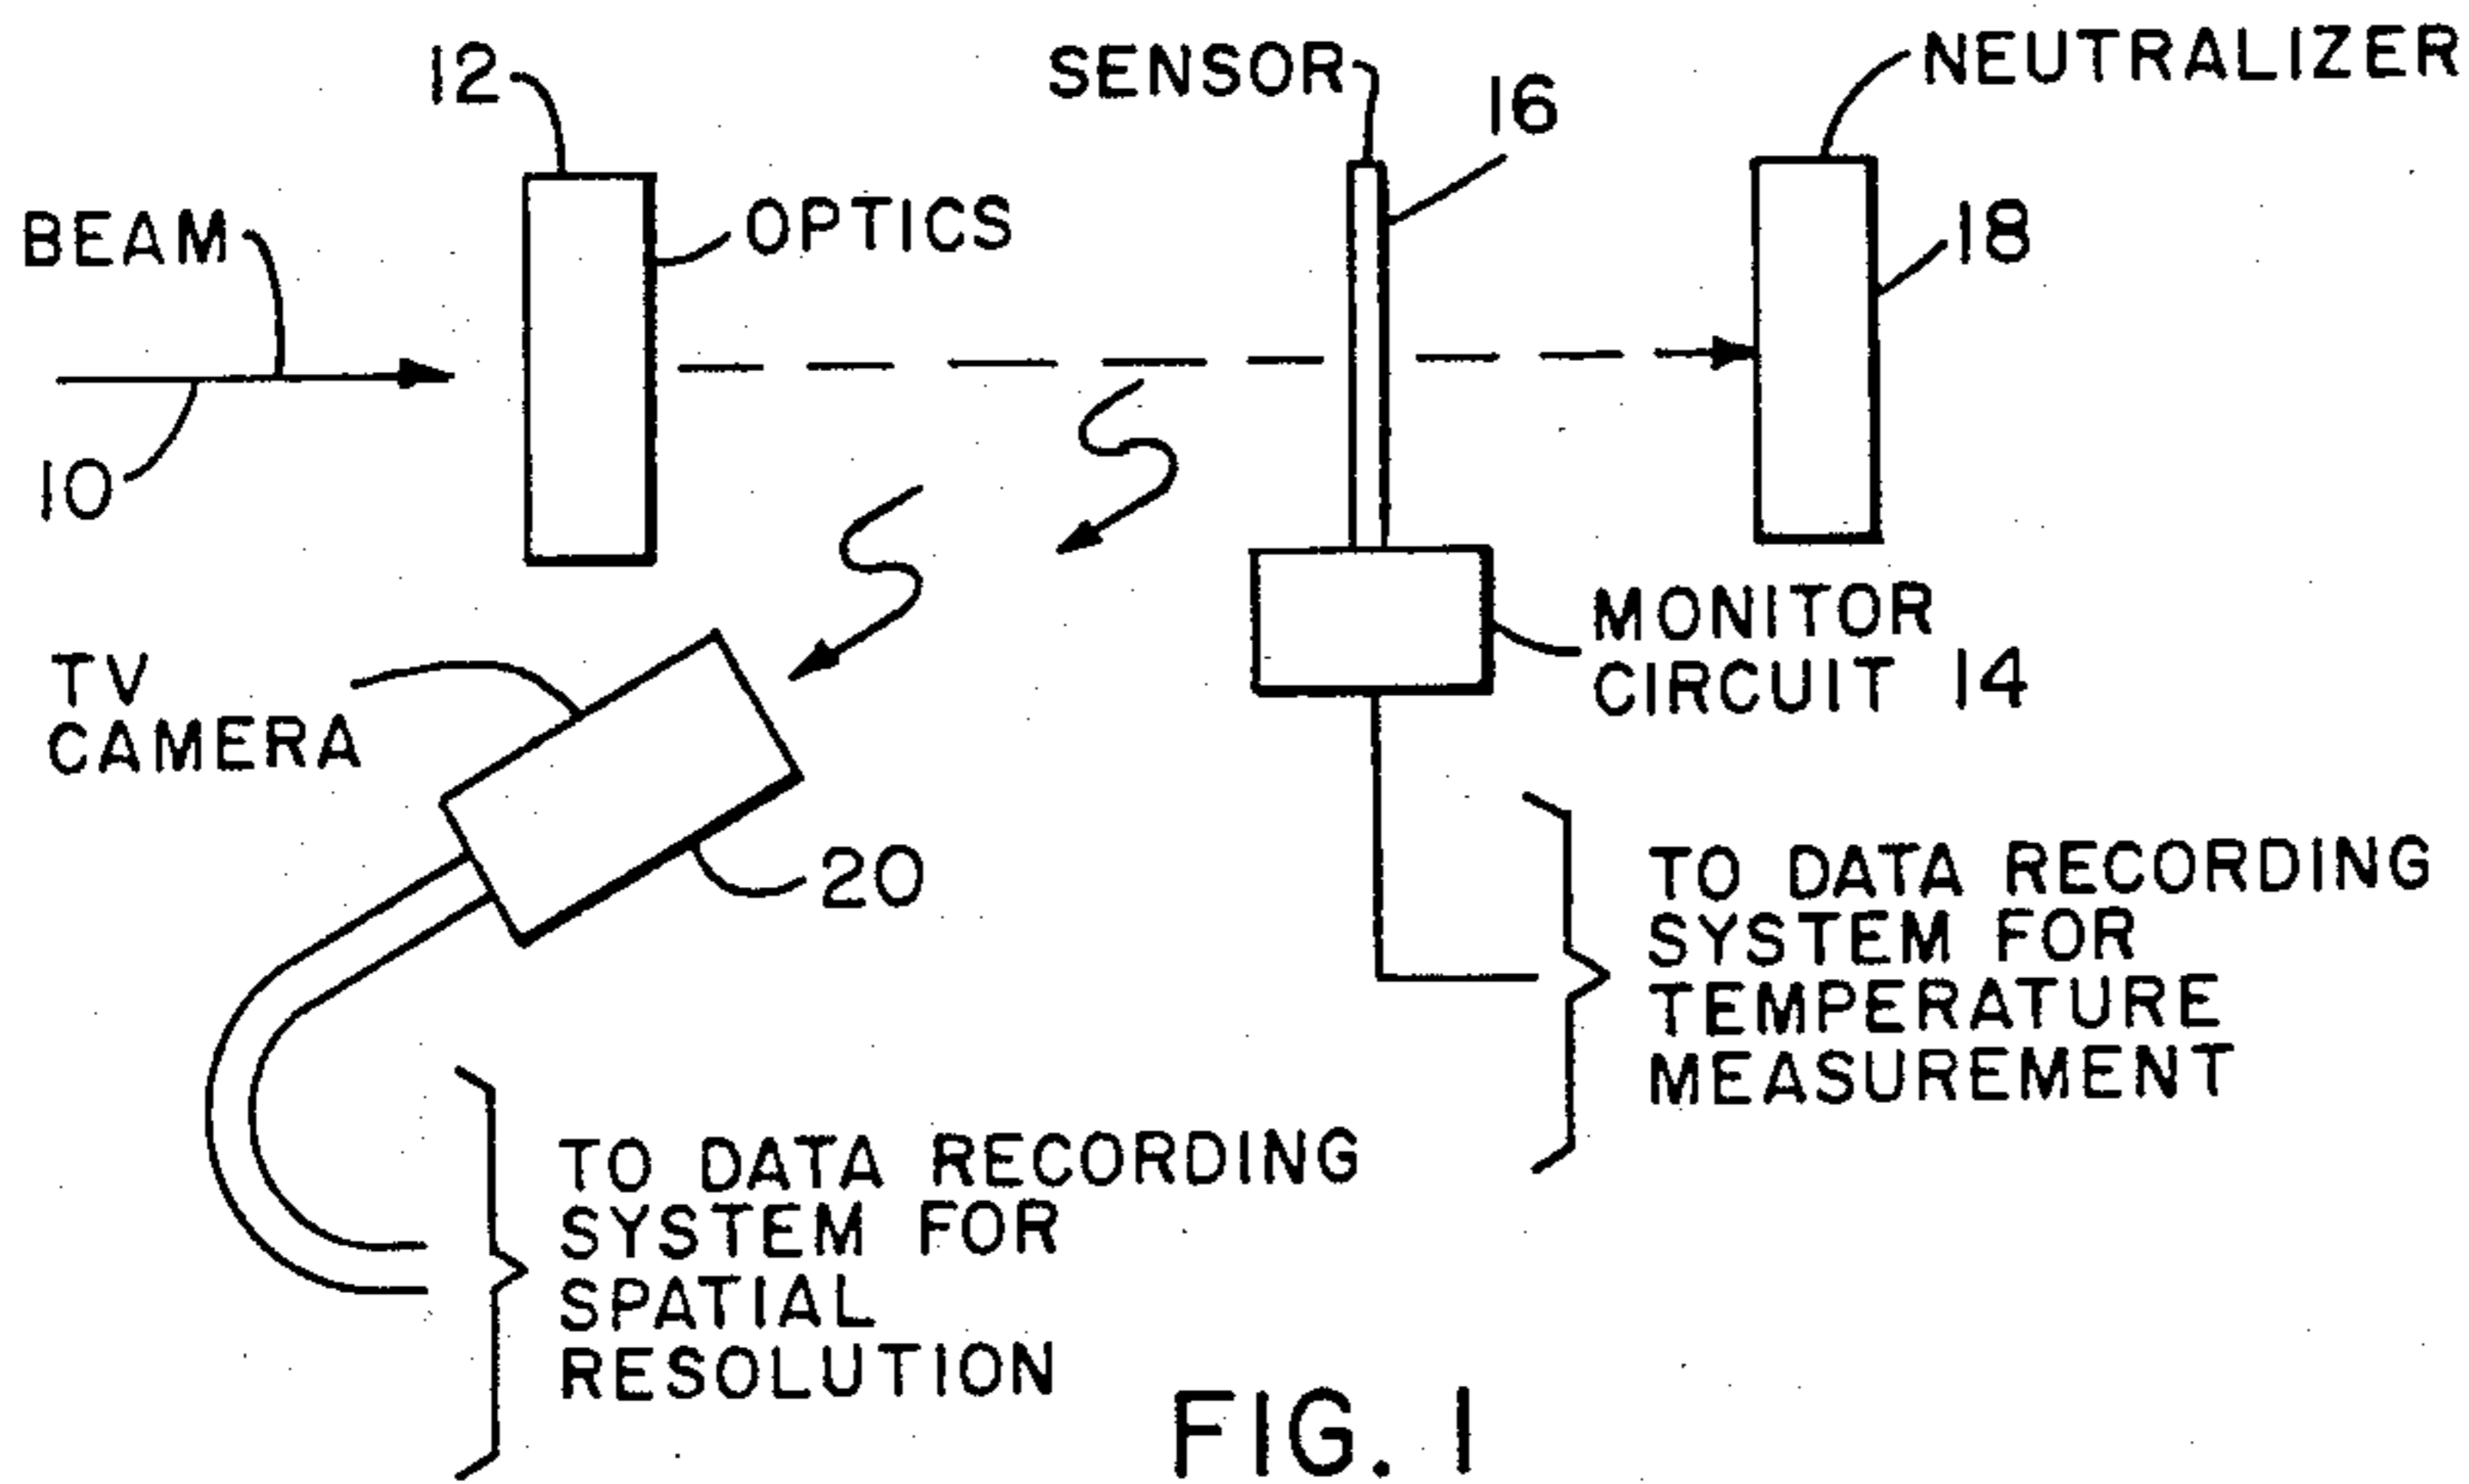 12
SENSOR
16
NEUTRALIZER
BEAM
OPTICS
18
10
TV
CAMERA
MONITOR
CIRCUIT 14
20
TO DATA RECORDING
SYSTEM FOR
TEMPERATURE
MEASUREMENT
TO DATA RECORDING
SYSTEM FOR
SPATIAL
RESOLUTION
FIG. 1